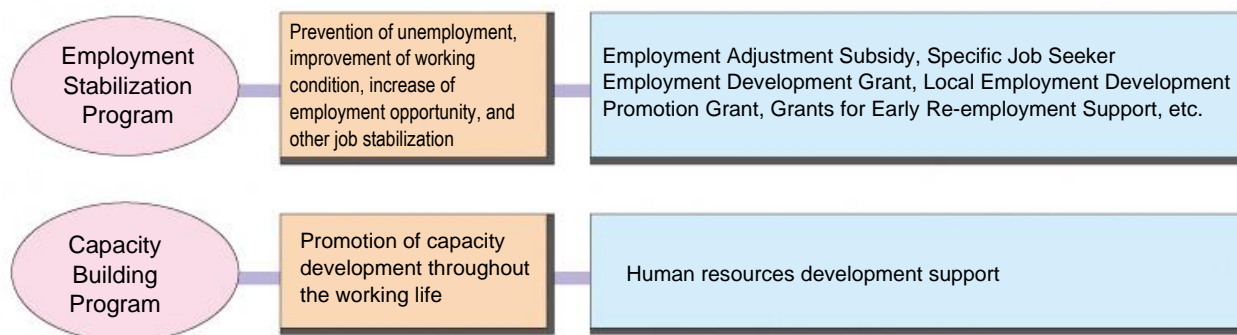 Employment
Stabilization
Program
Prevention of unemployment,
improvement of working
condition, increase of
employment opportunity, and
other job stabilization
Employment Adjustment Subsidy, Specific Job Seeker
Employment Development Grant, Local Employment Development
Promotion Grant, Grants for Early Re-employment Support, etc.
Capacity
Building
Program
Promotion of capacity
development throughout
the working life
Human resources development support